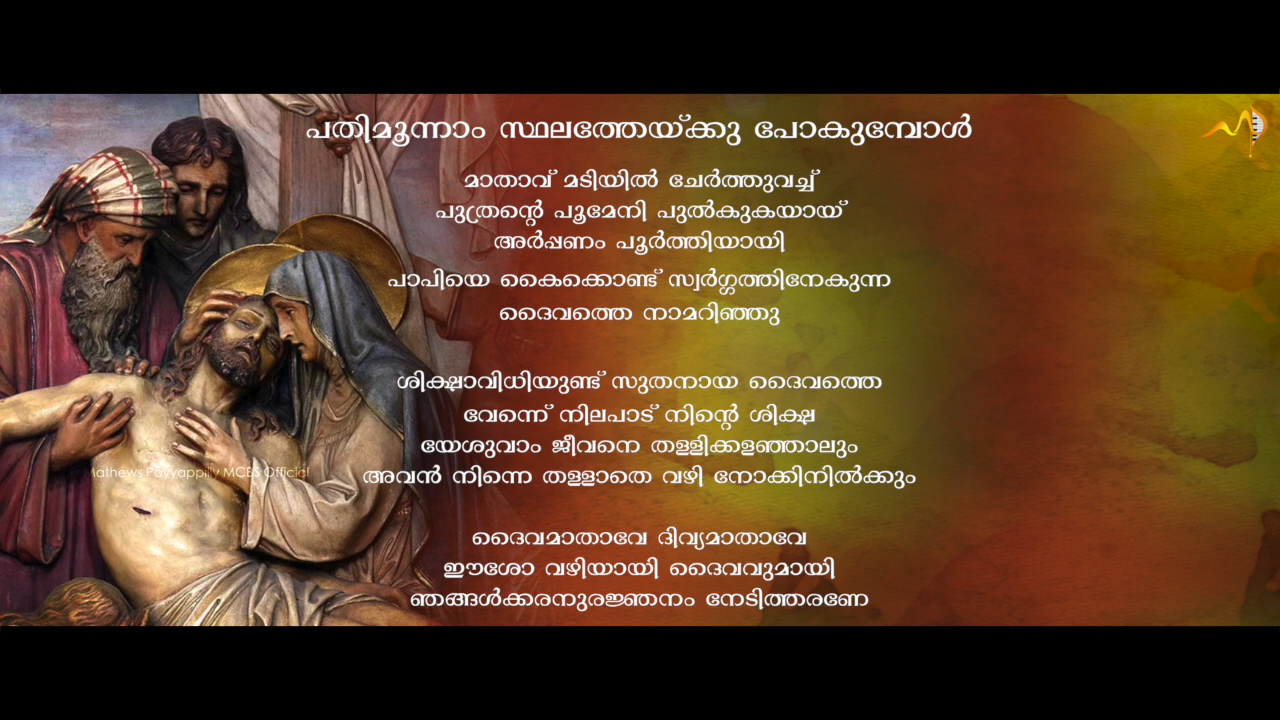 പതിമൂന്നാം സ്ഥലത്തേയ്ക്കു പോകുമ്പോൾ
മാതാവ് മടിയിൽ ചേർത്തുവച്ച്
പുത്രന്റെ പൂമേനി പുൽകുകയായ്
അർപ്പണം പൂർത്തിയായി
പാപിയെ കൈക്കൊണ്ട് സ്വർഗ്ഗത്തിനേകുന്ന
ദൈവത്തെ നാമറിഞ്ഞു
ശിക്ഷാവിധിയുണ്ട് സുതനായ ദൈവത്തെ
വേണ്ന്നെ് നിലപാട് നിന്റെ ശിക്ഷ
യേശുവാം ജീവനെ തള്ളിക്കളഞ്ഞാലും
അവൻ നിന്നെ തള്ളാതെ വഴി നോക്കിനിൽക്കും
Mathews Payyappilly MCBS Official
ദൈവമാതാവേ ദിവ്യമാതാവേ
ഈശോ വഴിയായി ദൈവവുമായി
ഞങ്ങൾക്കരനുരഞ്ജനം നേടിത്തരണേ